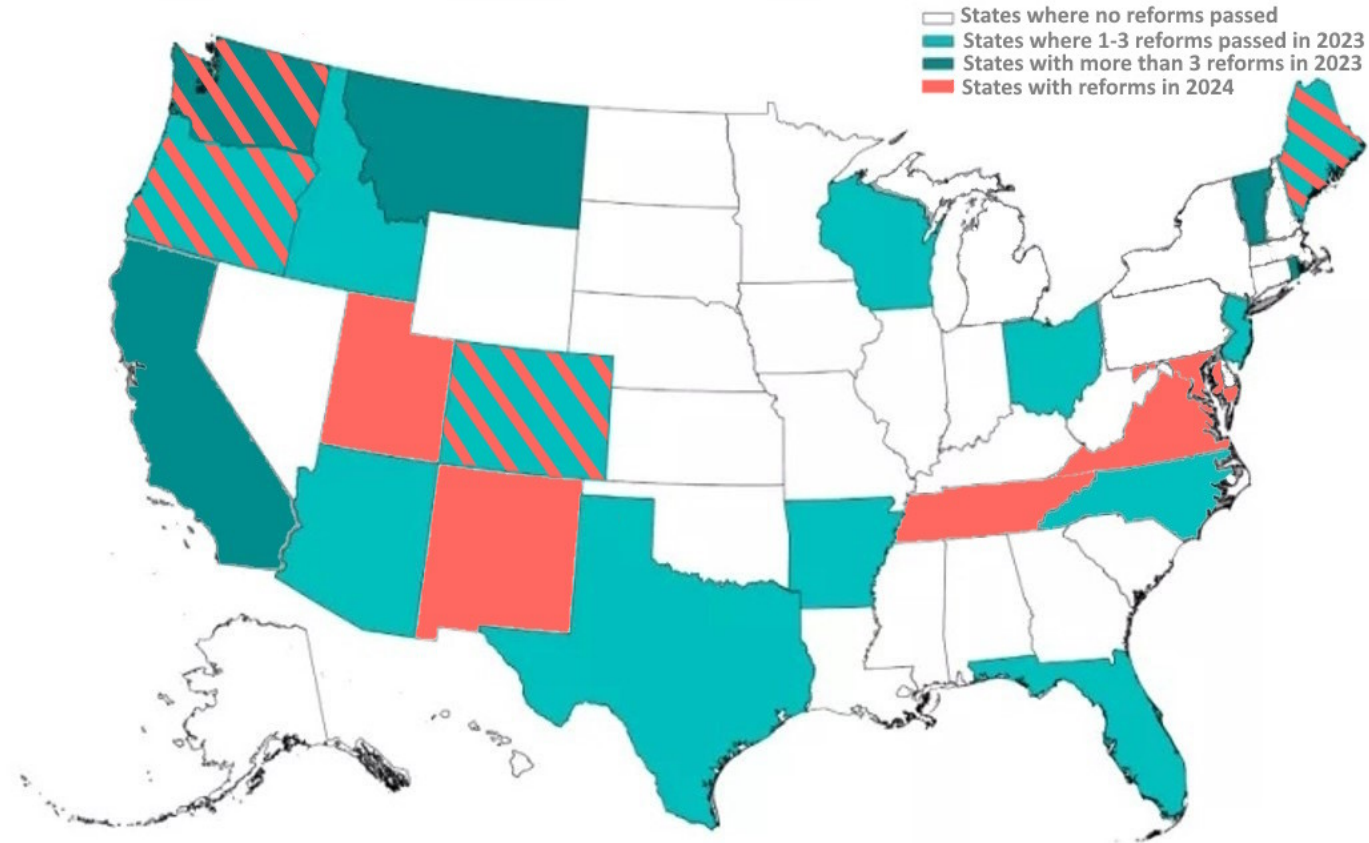 States where no reforms passed
States where 1-3 reforms passed in 2023
States with more than 3 reforms in 2023
States with reforms in 2024